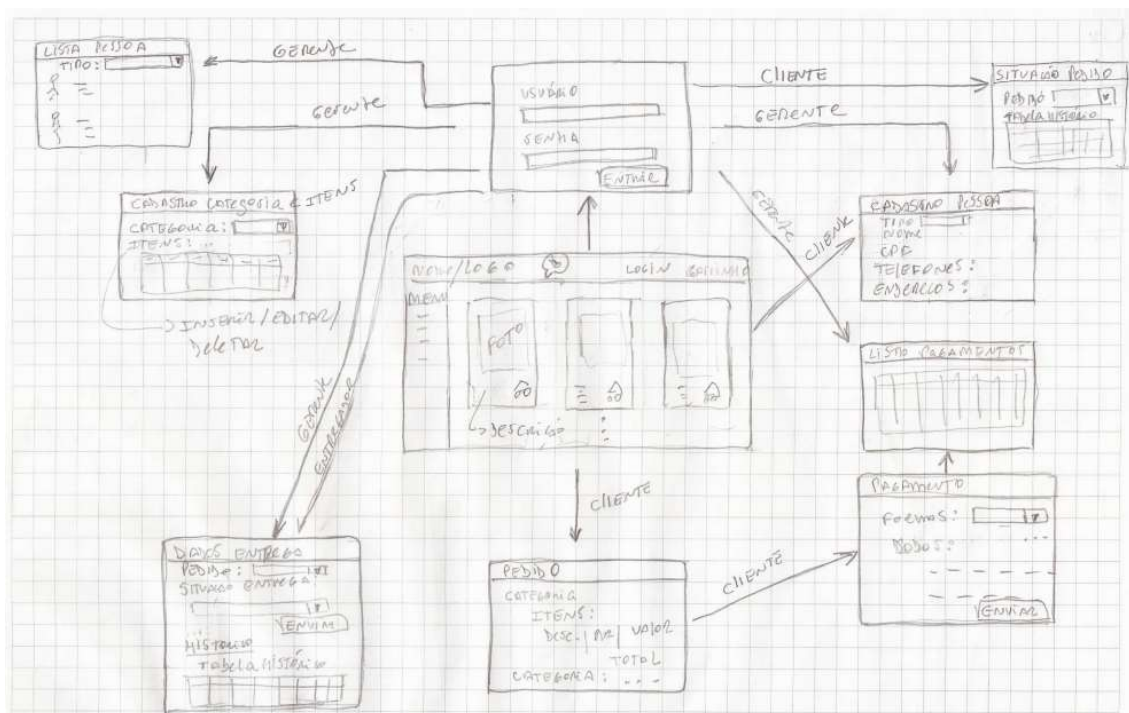 LISTA PESSOA
TIPO:
GERENTE
GERENTE
USUÁRIO
SENHA
ENTRAR
CLIENTE
GERENTE
SITUAÇÃO PEDIDO
PEDIDO
TABELA HISTÓRICO
CADASTRO CATEGORIA & ITENS
CATEGORIA:
ITENS: ...
INSERIR/EDITAR/
DELETAR
NOME/LOGO
LOGIN
MENU
FOTO
DESCRIÇÃO
GERENTE
CLIENTE
CADASTRO PESSOA
TIPO
NOME
CPF
TELEFONES:
ENDEREÇOS:
LISTA PAGAMENTOS
GERENTE
ENTREGADOR
CLIENTE
PAGAMENTO
FORMAS:
DADOS: ...
ENVIAR
DADOS ENTREGA
PEDIDO:
SITUAÇÃO ENTREGA
ENVIAR
HISTÓRICO
TABELA HISTÓRICO
PEDIDO
CATEGORIA
ITENS:
DESC. / / VALOR
TOTAL
CATEGORIA: ...
CLIENTE